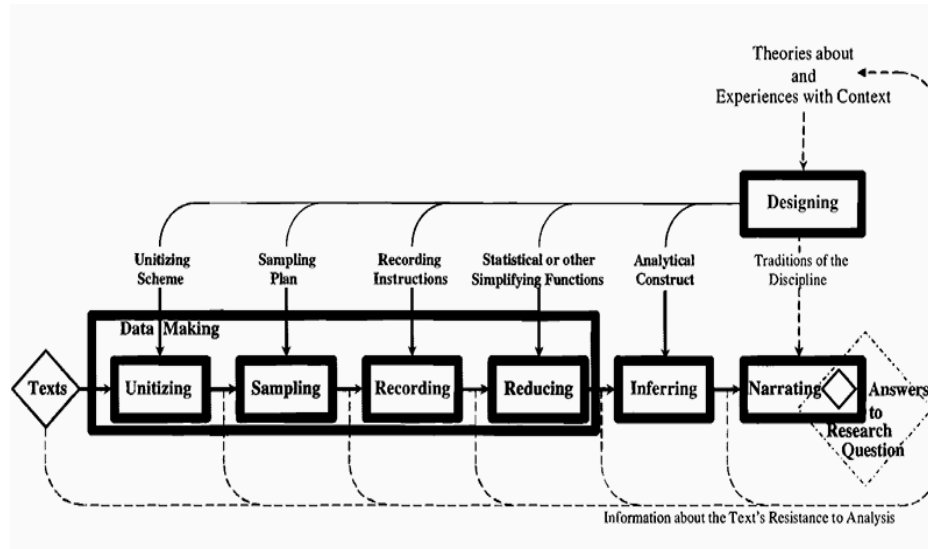 Theories about
and
Experiences with Context
Designing
Unitizing
Scheme
Sampling
Plan
Recording
Instructions
Statistical or other
Simplifying Functions
Analytical
Construct
Traditions of the
Discipline
Data Making
Texts
Unitizing
Sampling
Recording
Reducing
Inferring
Narrating
Answers
to
Research
Question
Information about the Text's Resistance to Analysis